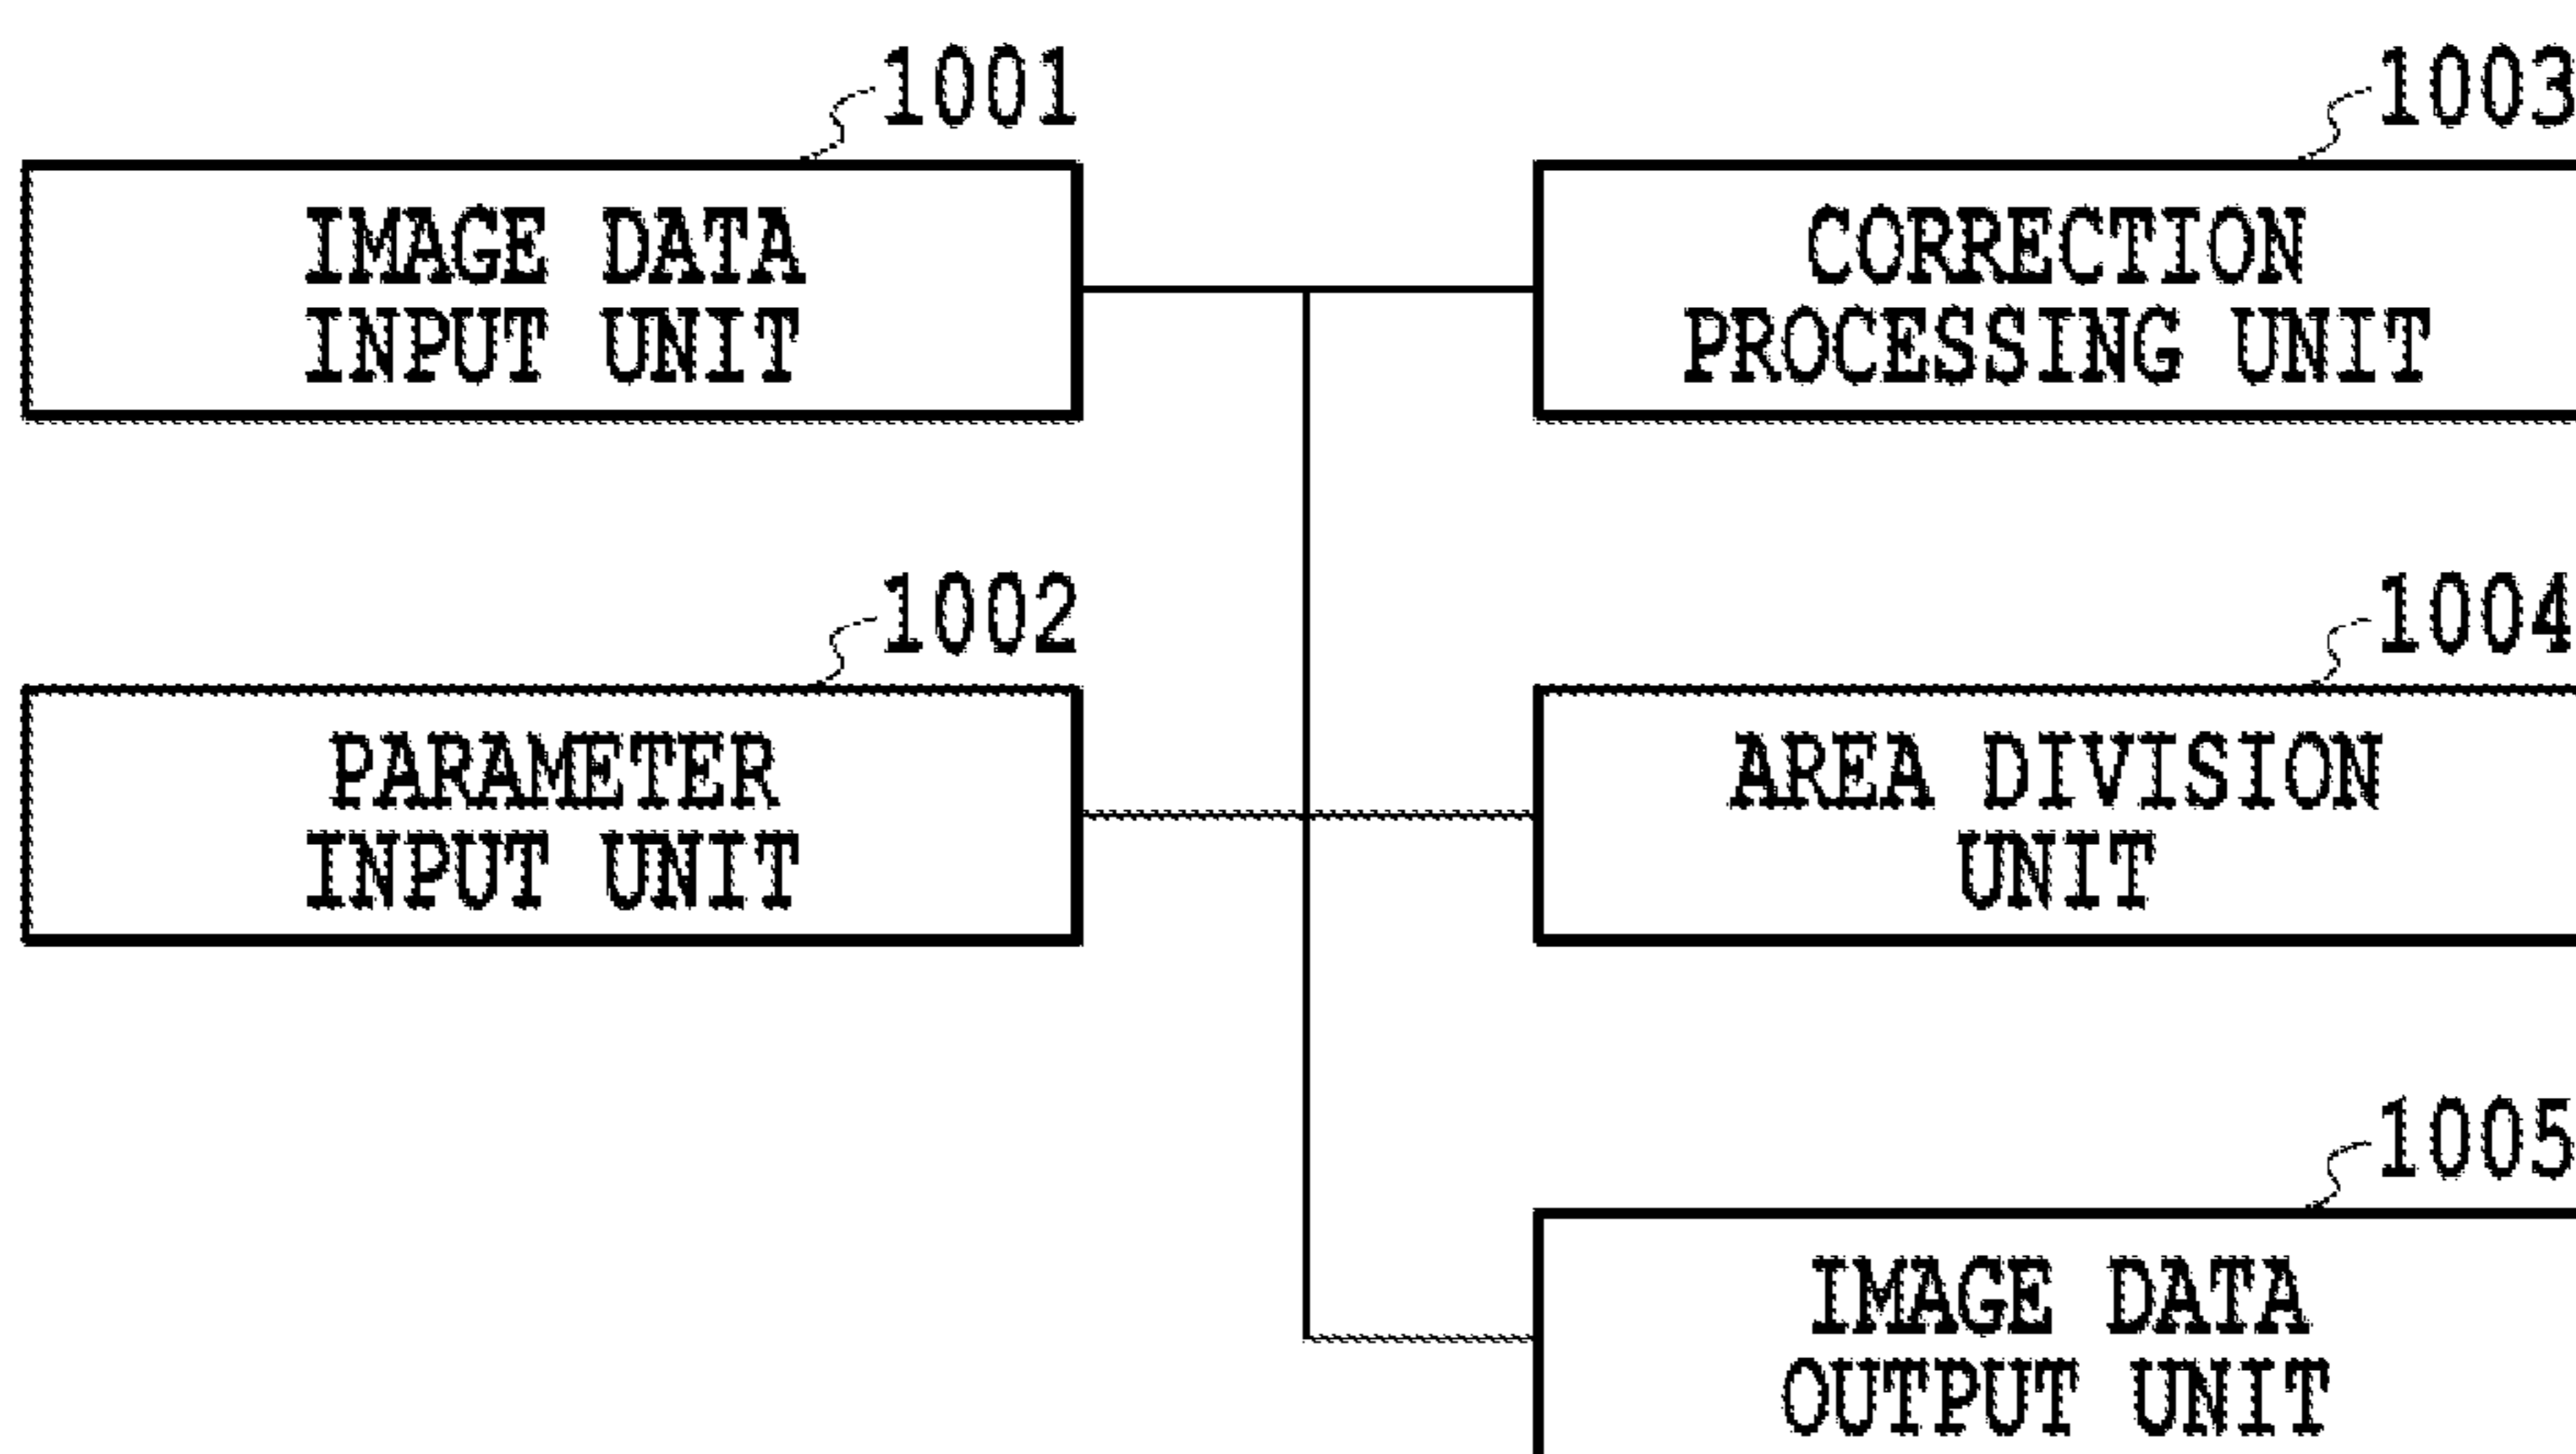 1001
IMAGE DATA
INPUT UNIT
1003
CORRECTION
PROCESSING UNIT
1002
PARAMETER
INPUT UNIT
1004
AREA DIVISION
UNIT
1005
IMAGE DATA
OUTPUT UNIT